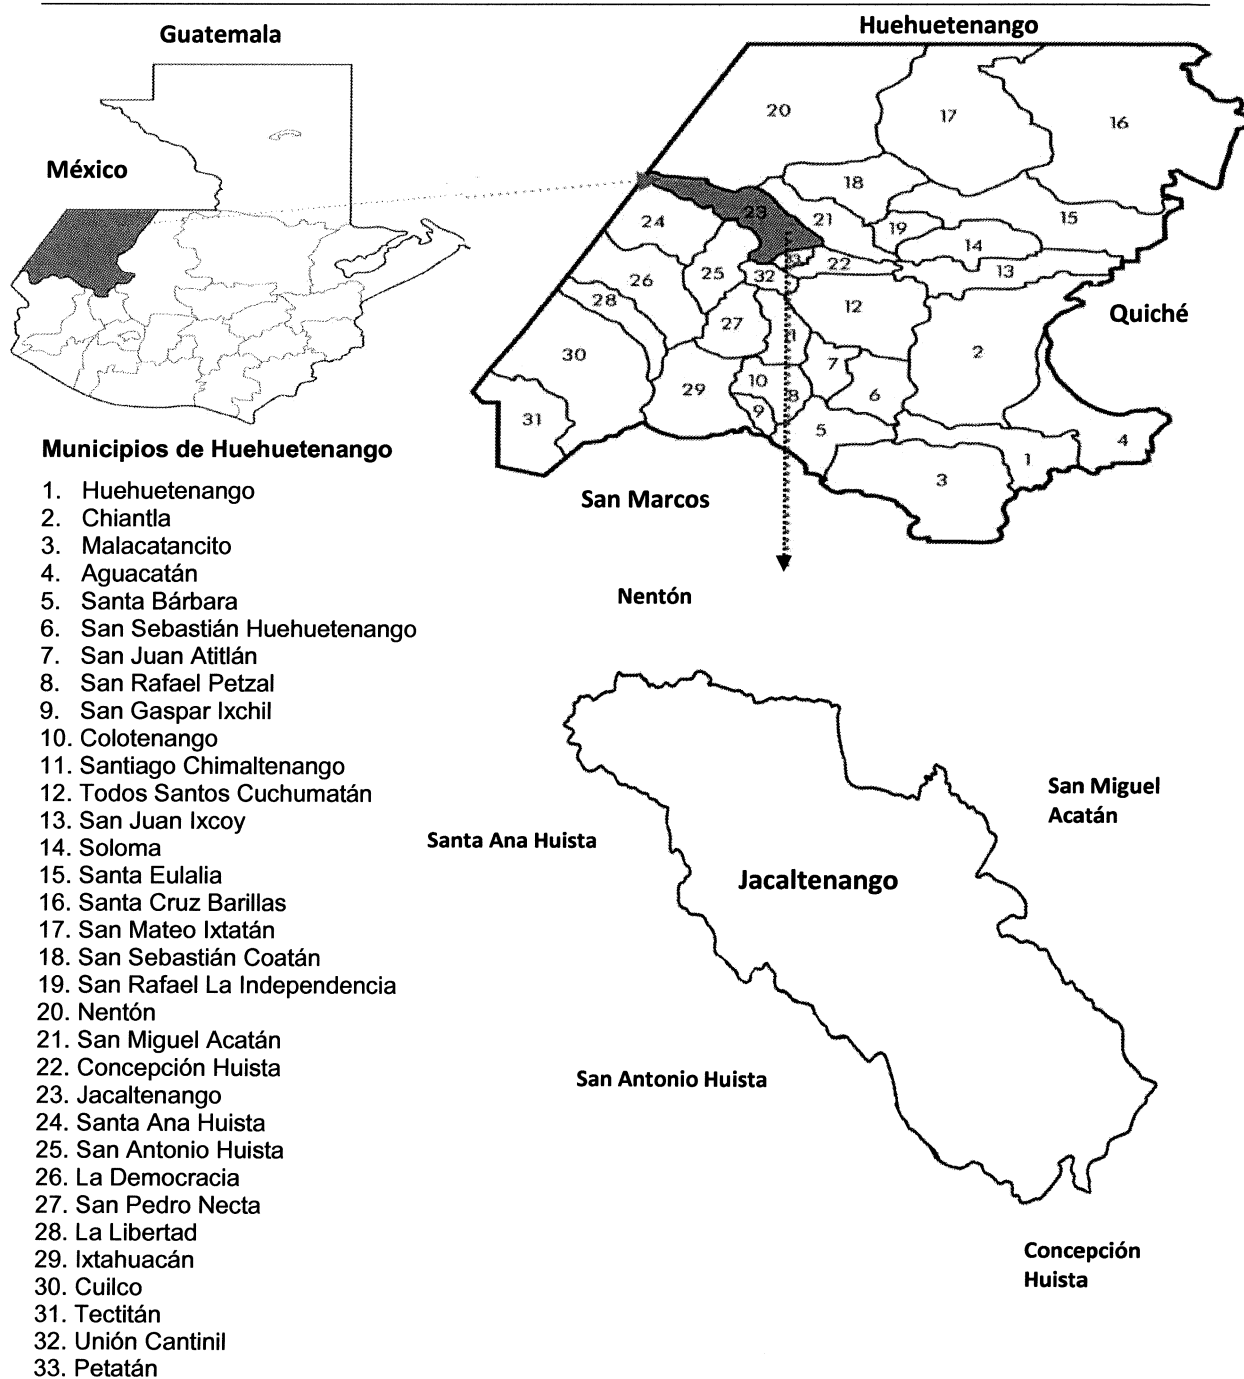 Guatemala
Huehuetenango
México
20
17
16
18
23
24
21
15
19
14
33
22
13
25
32
26
28
12
27
Quiché
11
30
2
7
10
29
8
6
9
31
5
4
1
3
San Marcos
Municipios de Huehuetenango
1. Huehuetenango
2. Chiantla
3. Malacatancito
4. Aguacatán
5. Santa Bárbara
6. San Sebastián Huehuetenango
7. San Juan Atitlán
8. San Rafael Petzal
9. San Gaspar Ixchil
10. Colotenango
11. Santiago Chimaltenango
12. Todos Santos Cuchumatán
13. San Juan Ixcoy
14. Soloma
15. Santa Eulalia
16. Santa Cruz Barillas
17. San Mateo Ixtatán
18. San Sebastián Coatán
19. San Rafael La Independencia
20. Nentón
21. San Miguel Acatán
22. Concepción Huista
23. Jacaltenango
24. Santa Ana Huista
25. San Antonio Huista
26. La Democracia
27. San Pedro Necta
28. La Libertad
29. Ixtahuacán
30. Cuilco
31. Tectitán
32. Unión Cantinil
33. Petatán
Nentón
San Miguel
Acatán
Santa Ana Huista
Jacaltenango
San Antonio Huista
Concepción
Huista